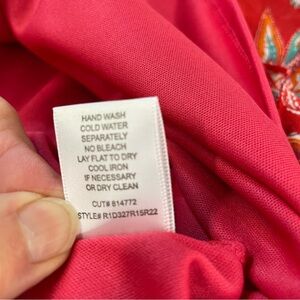 HAND WASH
COLD WATER
SEPARATELY
NO BLEACH
LAY FLAT TO DRY
COOL IRON
IF NECESSARY
OR DRY CLEAN
CUT# 814772
STYLE# R1D327R15R22